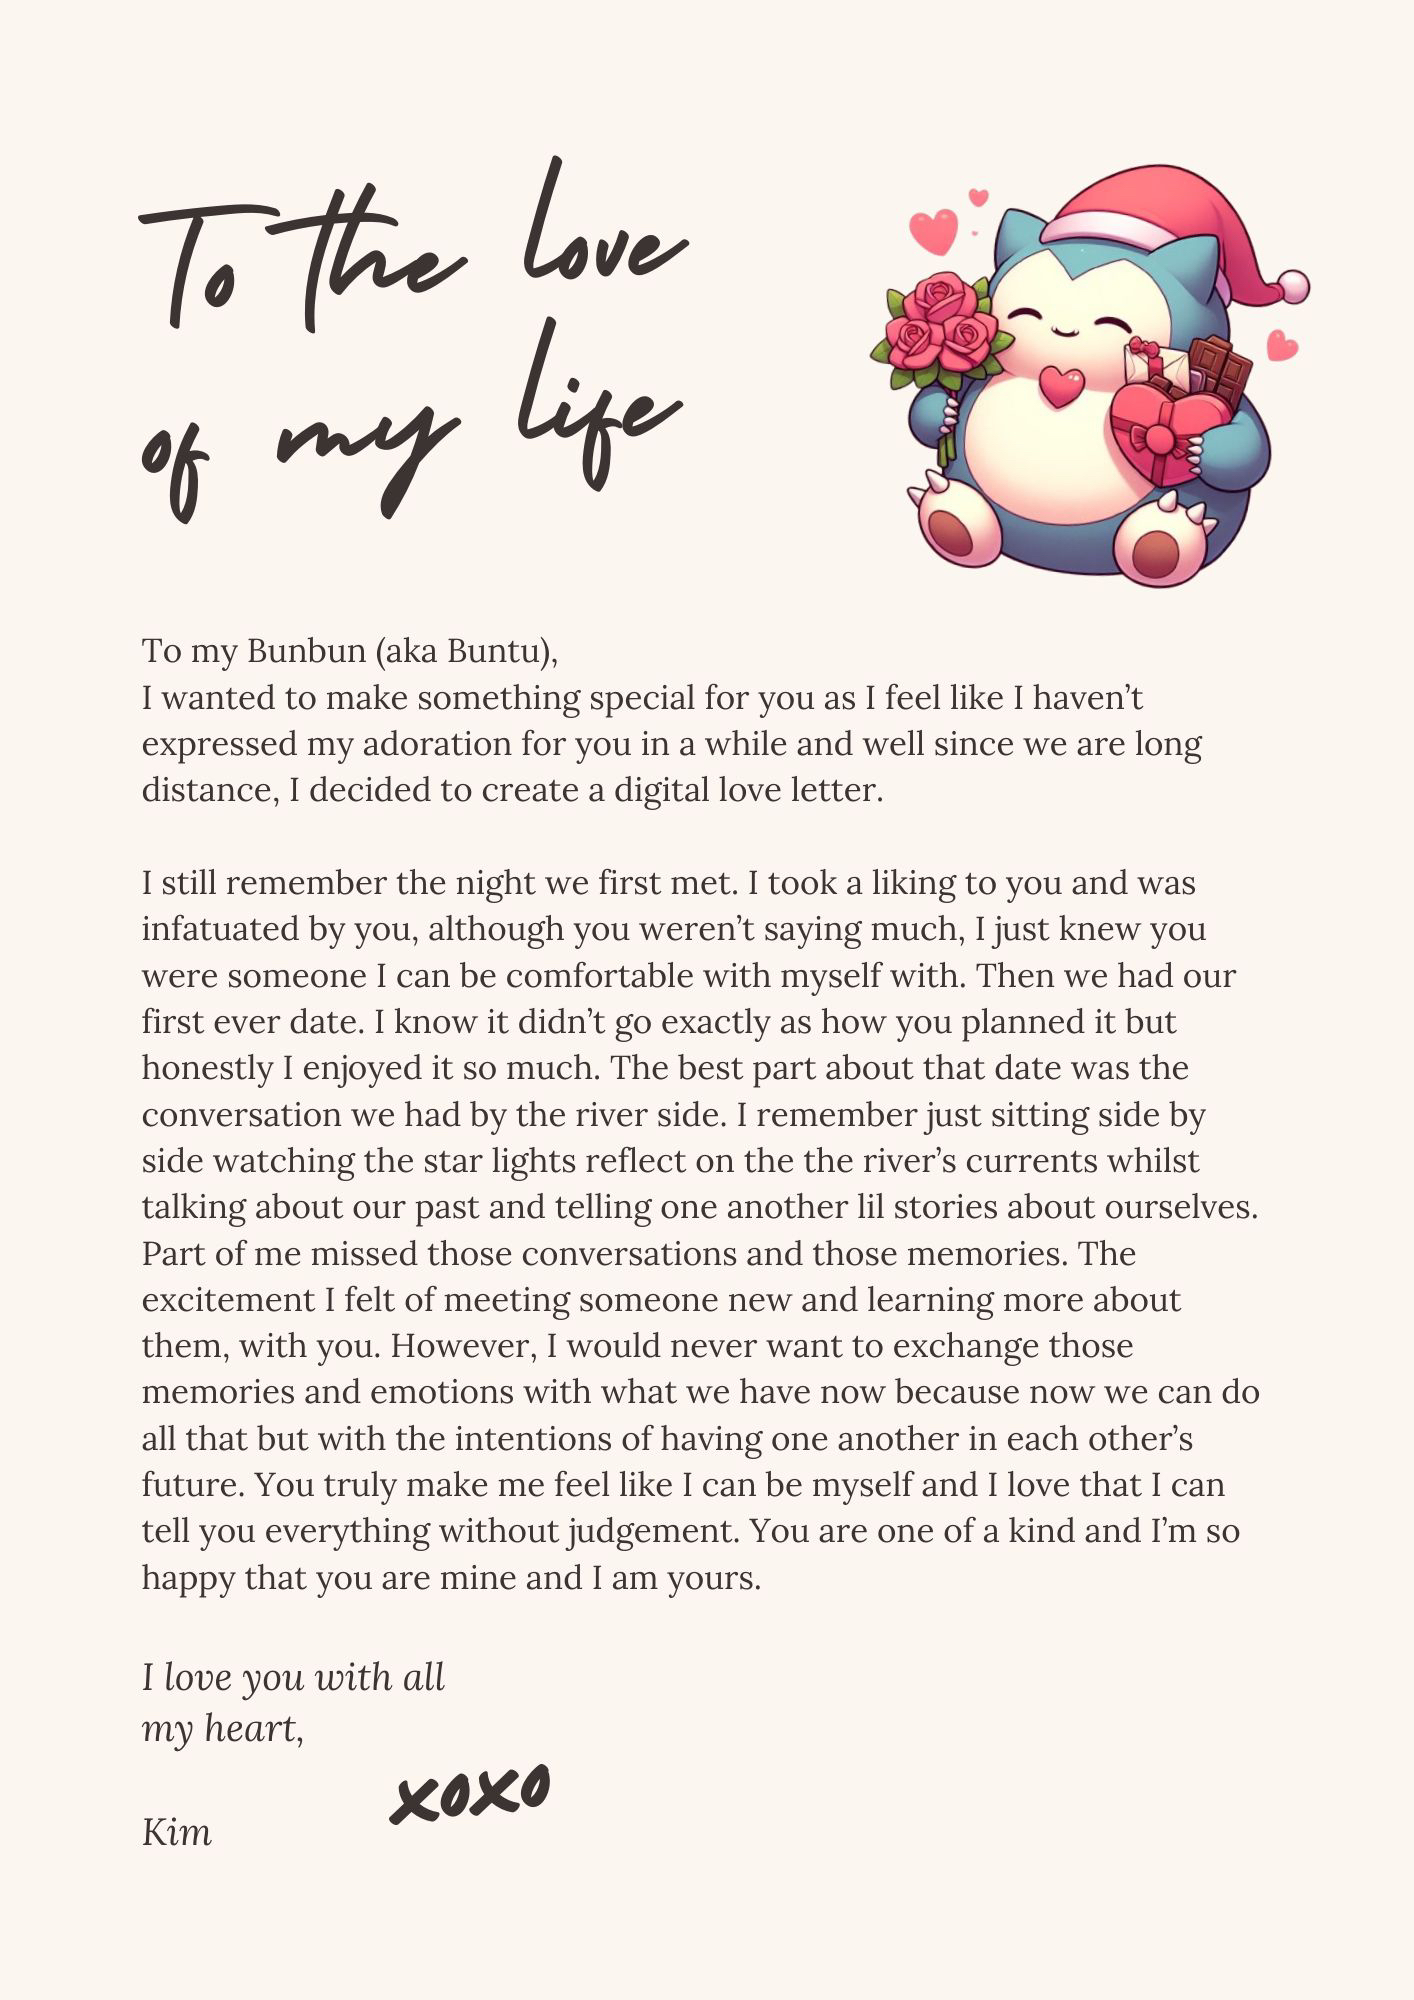 To the love
of my life
To my Bunbun (aka Buntu),
I wanted to make something special for you as I feel like I haven’t
expressed my adoration for you in a while and well since we are long
distance, I decided to create a digital love letter.
I still remember the night we first met. I took a liking to you and was
infatuated by you, although you weren’t saying much, I just knew you
were someone I can be comfortable with myself with. Then we had our
first ever date. I know it didn’t go exactly as how you planned it but
honestly I enjoyed it so much. The best part about that date was the
conversation we had by the river side. I remember just sitting side by
side watching the star lights reflect on the the river’s currents whilst
talking about our past and telling one another lil stories about ourselves.
Part of me missed those conversations and those memories. The
excitement I felt of meeting someone new and learning more about
them, with you. However, I would never want to exchange those
memories and emotions with what we have now because now we can do
all that but with the intentions of having one another in each other’s
future. You truly make me feel like I can be myself and I love that I can
tell you everything without judgement. You are one of a kind and I’m so
happy that you are mine and I am yours.
I love you with all
my heart,
xoxo
Kim